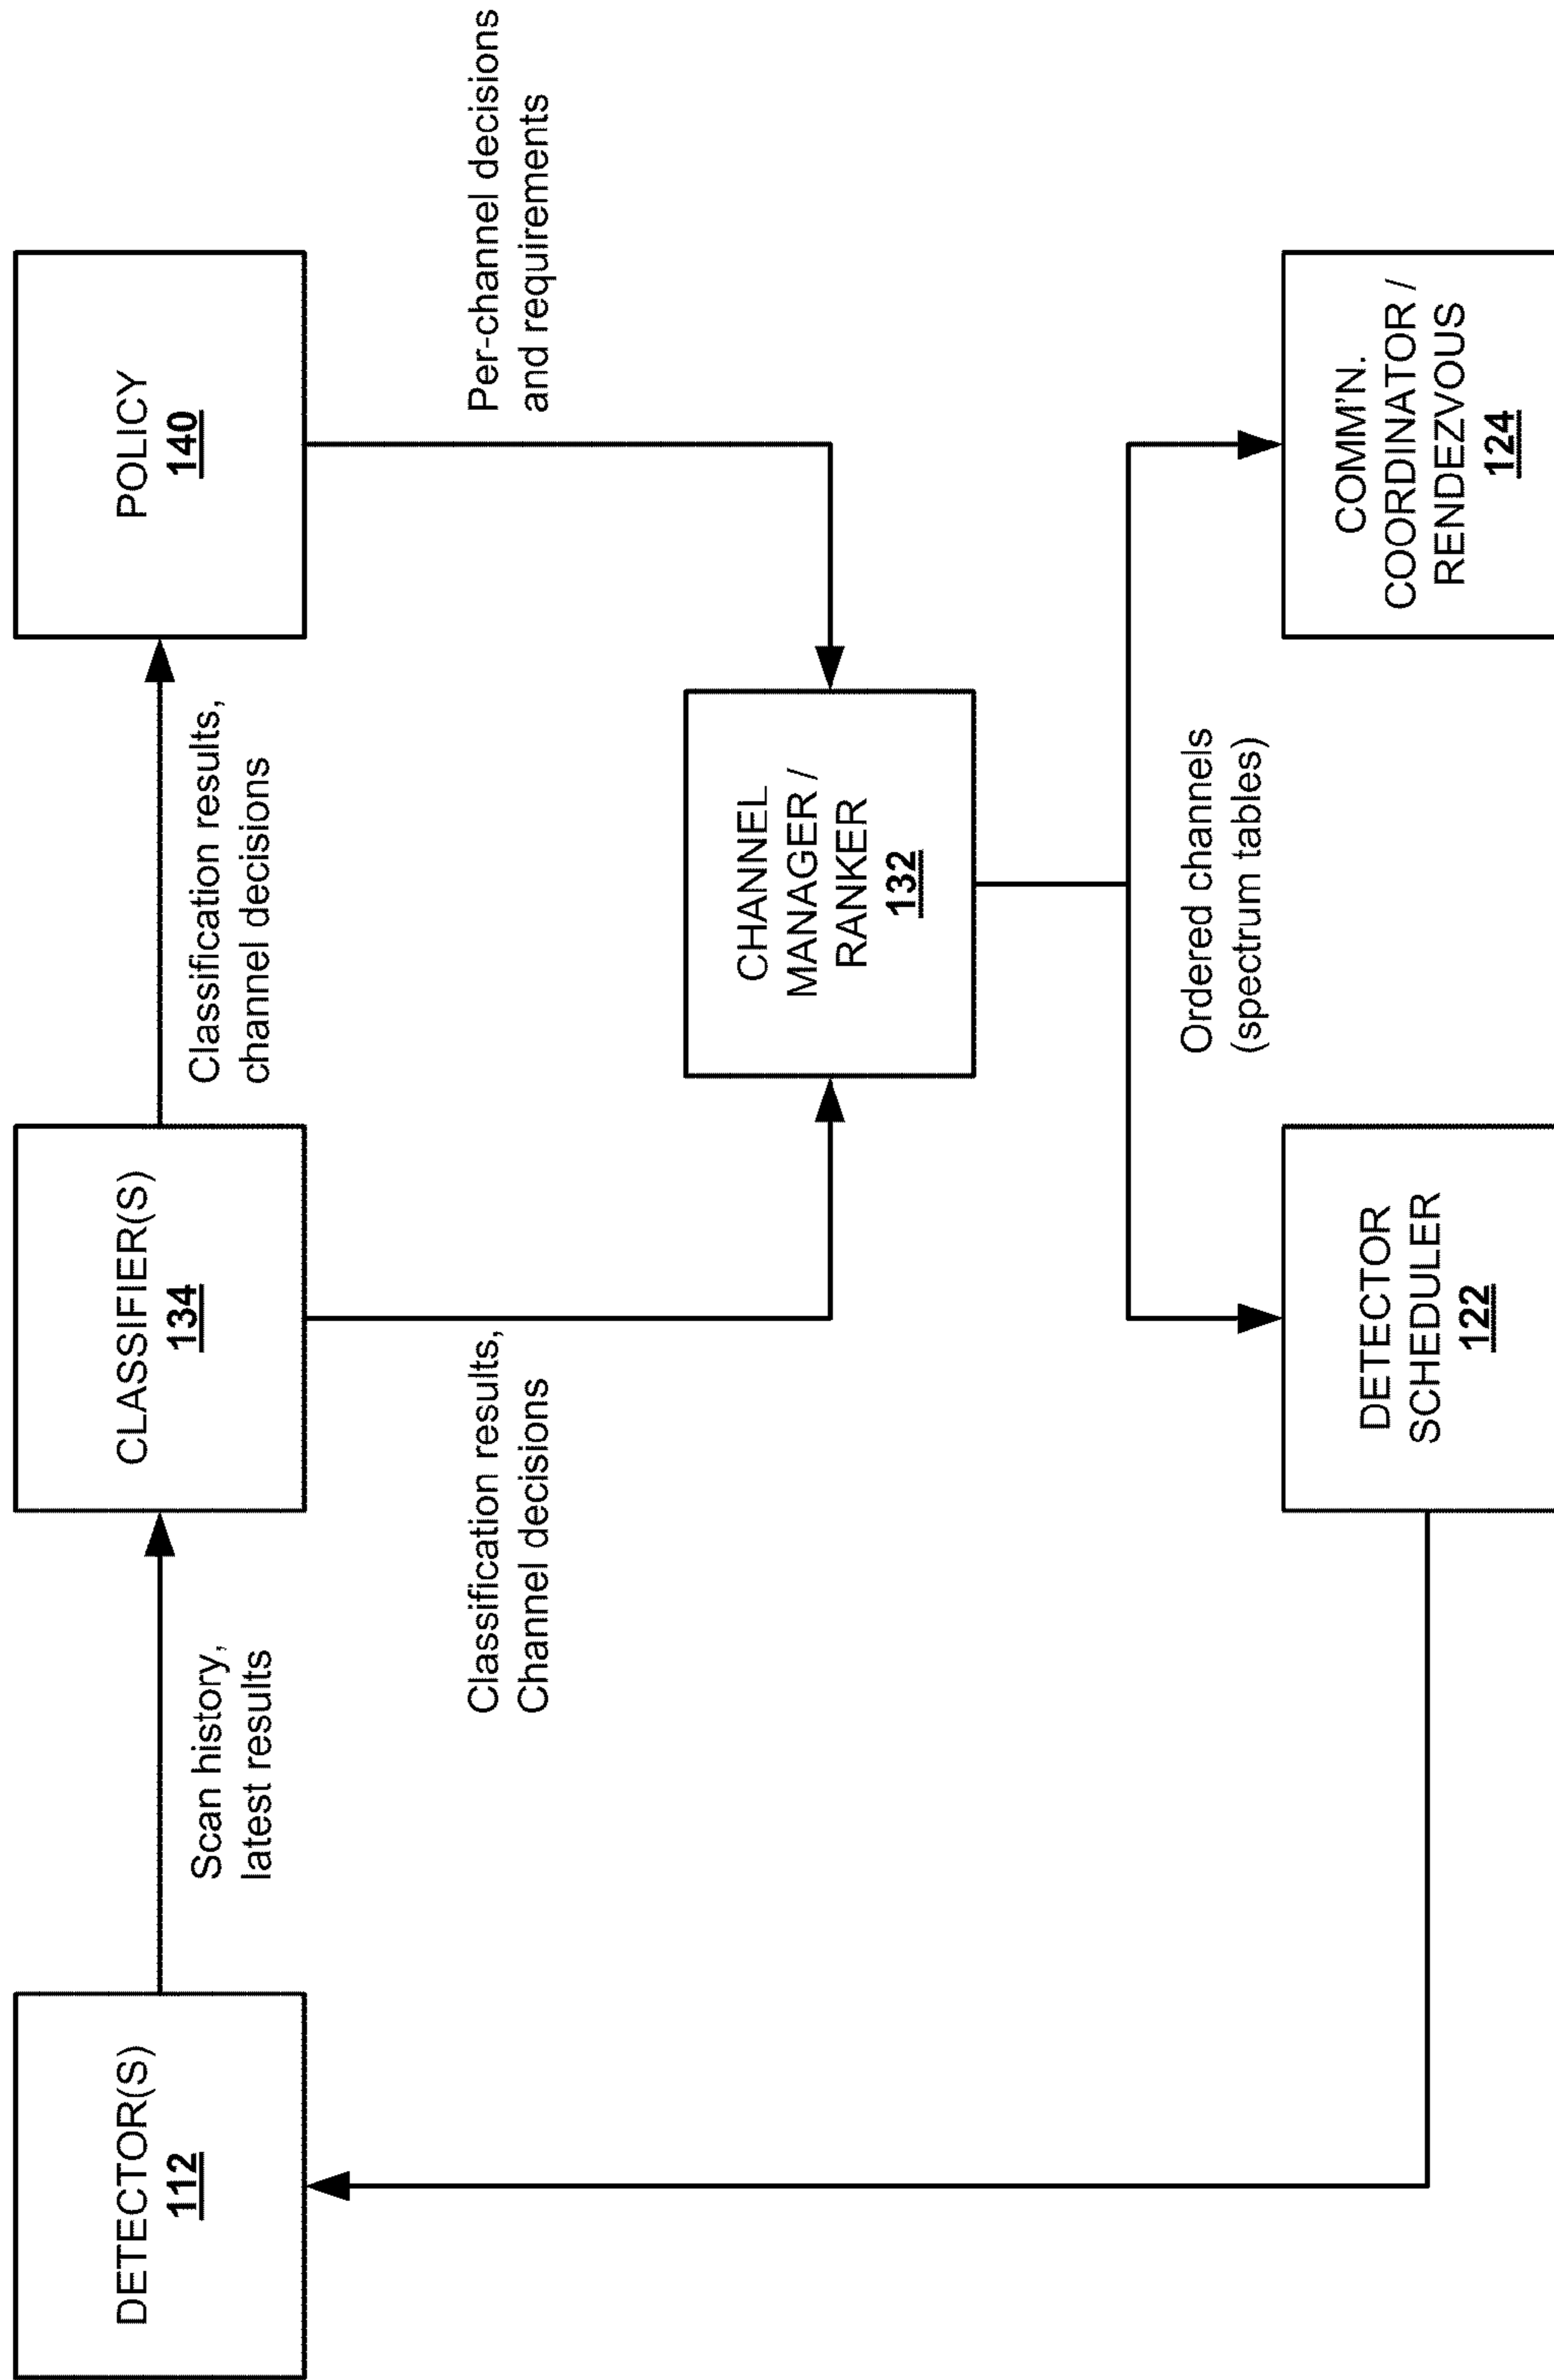 DETECTOR(S)
112
Scan history,
latest results
CLASSIFIER(S)
134
Classification results,
channel decisions
POLICY
140
Classification results,
Channel decisions
Per-channel decisions
and requirements
CHANNEL
MANAGER /
RANKER
132
Ordered channels
(spectrum tables)
DETECTOR
SCHEDULER
122
COMM'N.
COORDINATOR /
RENDEZVOUS
124